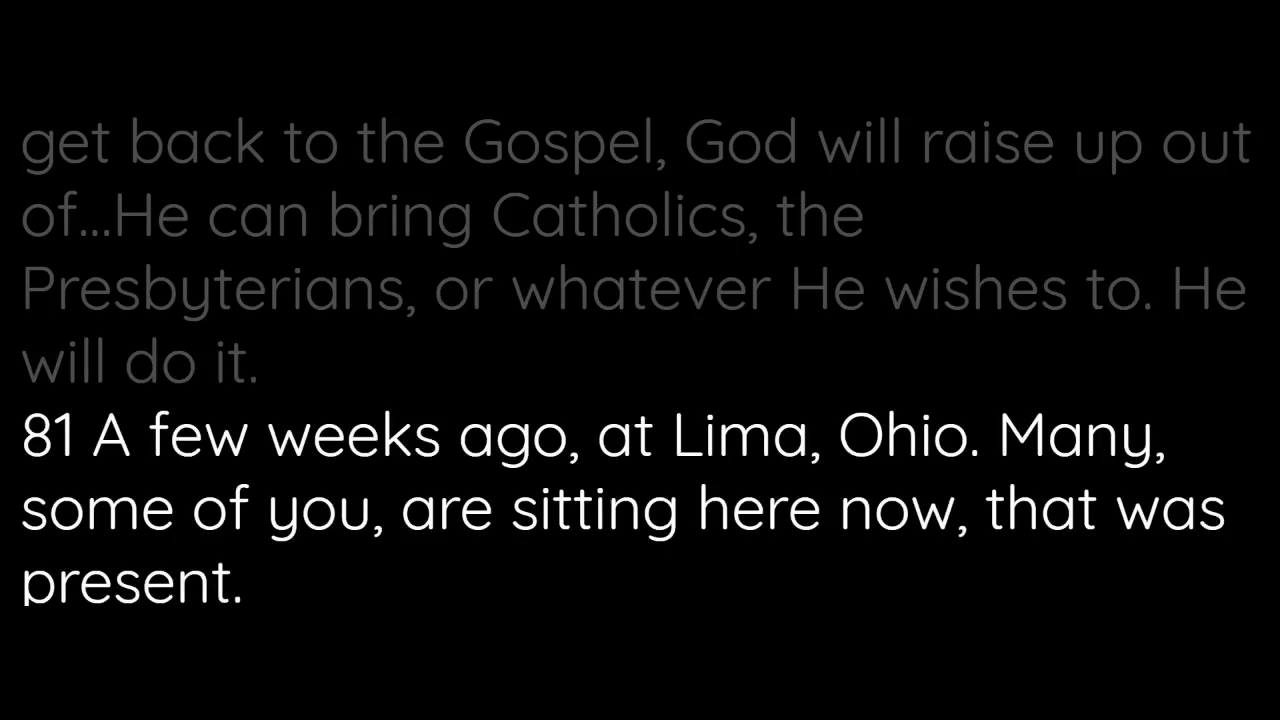 get back to the Gospel, God will raise up out
of...He can bring Catholics, the
Presbyterians, or whatever He wishes to. He
will do it.
81 A few weeks ago, at Lima, Ohio. Many,
some of you, are sitting here now, that was
present.